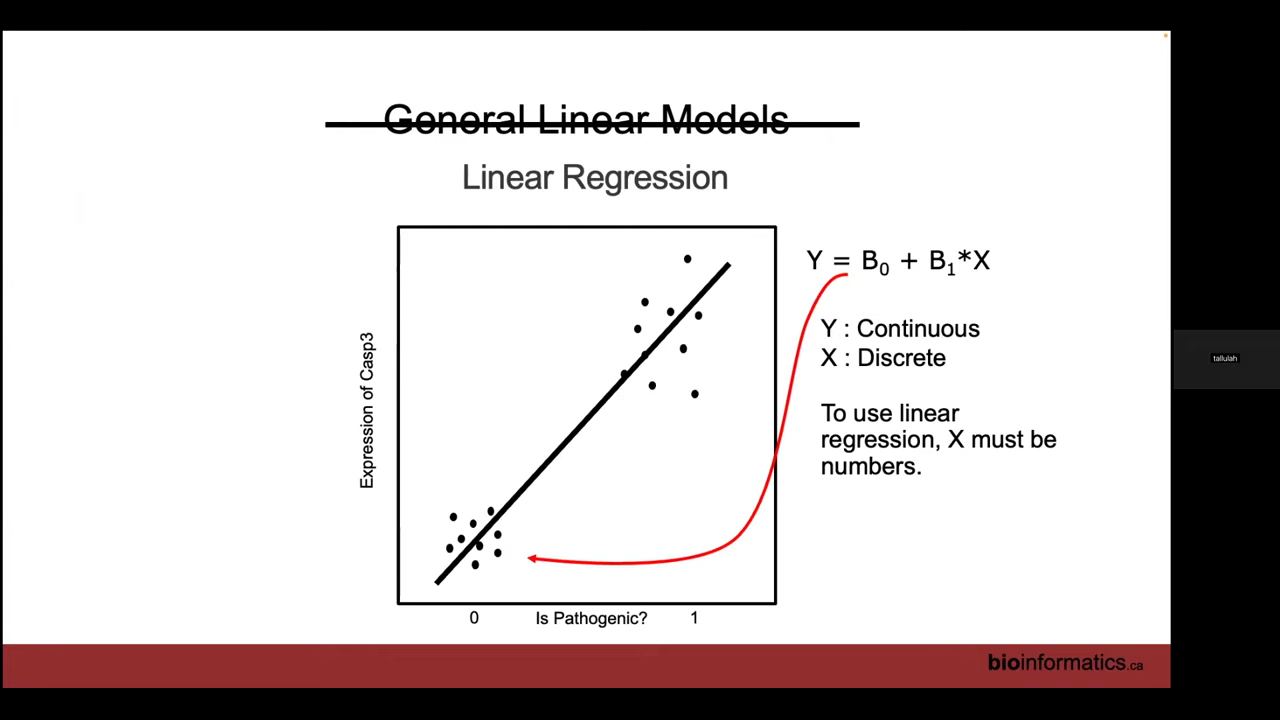 General Linear Models
Linear Regression
Expression of Casp3
0 Is Pathogenic? 1
Y = B₀ + B₁*X
Y : Continuous
X : Discrete
To use linear
regression, X must be
numbers.
tallulah
bioinformatics.ca